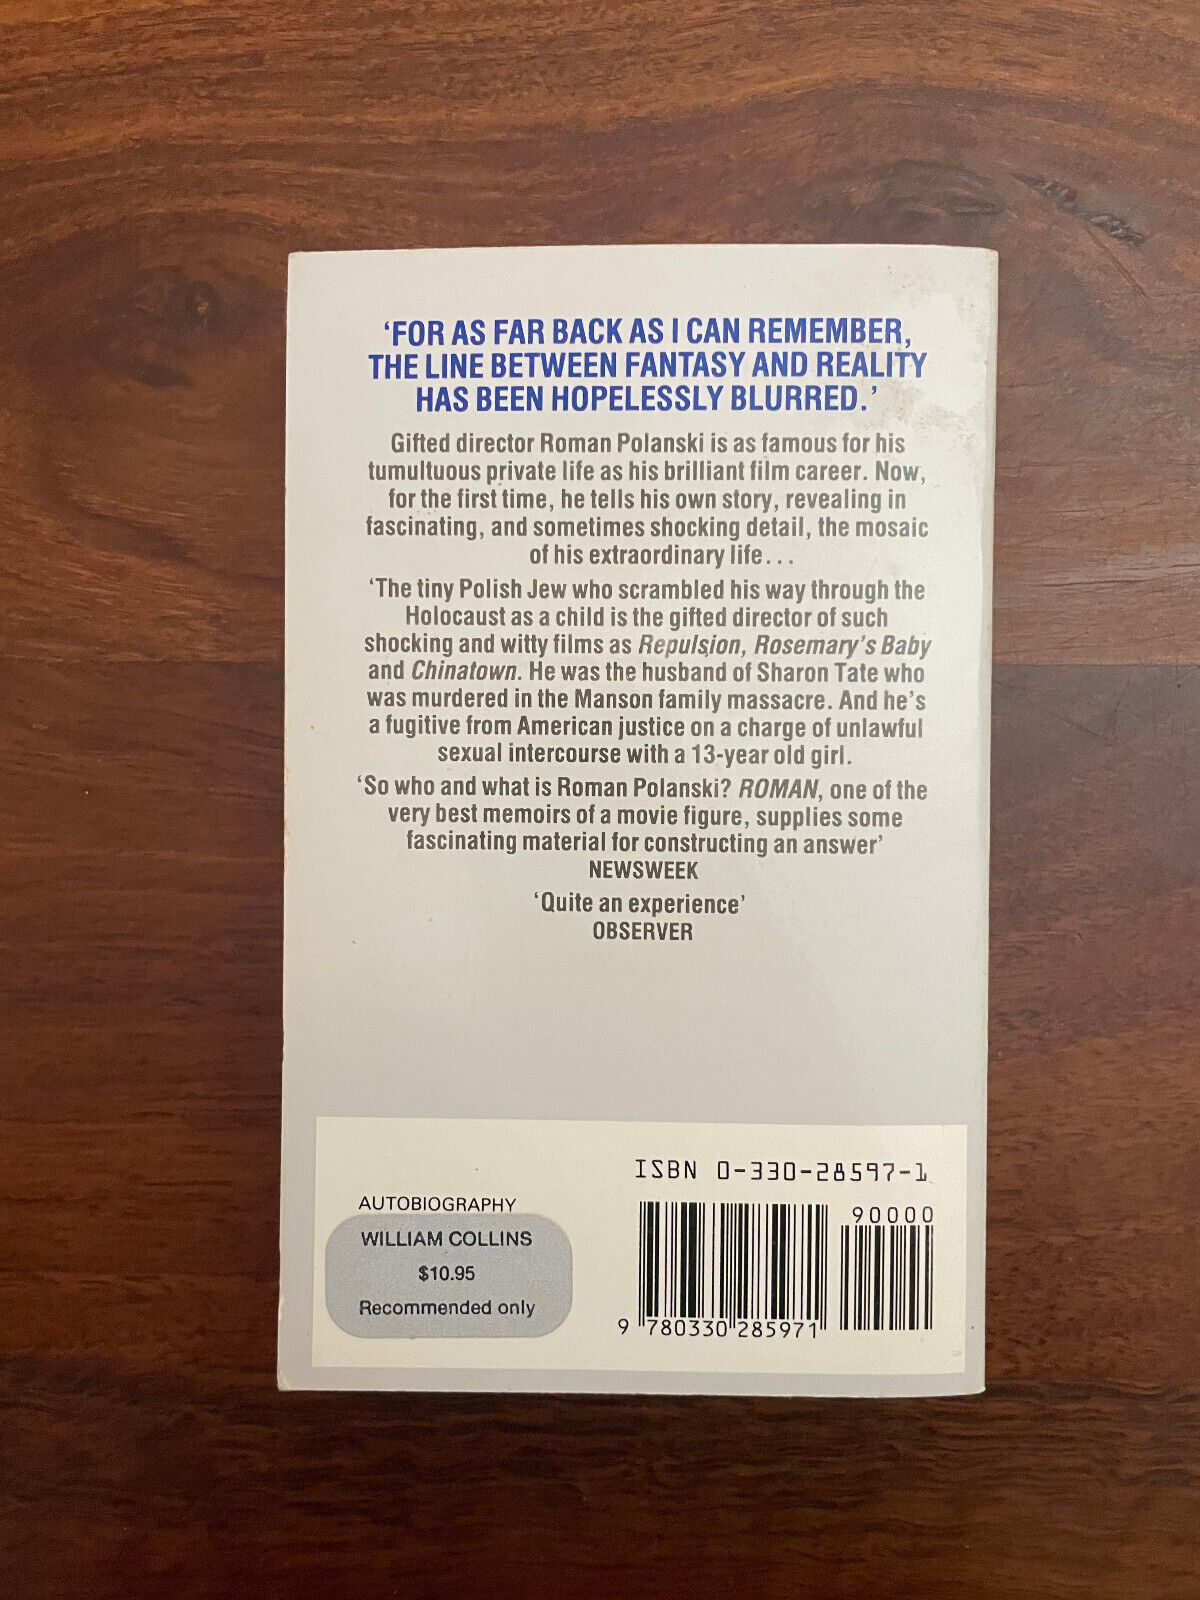 ‘FOR AS FAR BACK AS I CAN REMEMBER,
THE LINE BETWEEN FANTASY AND REALITY
HAS BEEN HOPELESSLY BLURRED.’
Gifted director Roman Polanski is as famous for his
tumultuous private life as his brilliant film career. Now,
for the first time, he tells his own story, revealing in
fascinating, and sometimes shocking detail, the mosaic
of his extraordinary life...
‘The tiny Polish Jew who scrambled his way through the
Holocaust as a child is the gifted director of such
shocking and witty films as Repulsion, Rosemary's Baby
and Chinatown. He was the husband of Sharon Tate who
was murdered in the Manson family massacre. And he's
a fugitive from American justice on a charge of unlawful
sexual intercourse with a 13-year old girl.
‘So who and what is Roman Polanski? ROMAN, one of the
very best memoirs of a movie figure, supplies some
fascinating material for constructing an answer’
NEWSWEEK
‘Quite an experience’
OBSERVER
ISBN 0-330-28597-1
AUTOBIOGRAPHY
WILLIAM COLLINS
$10.95
Recommended only
90000
9 780330 285971